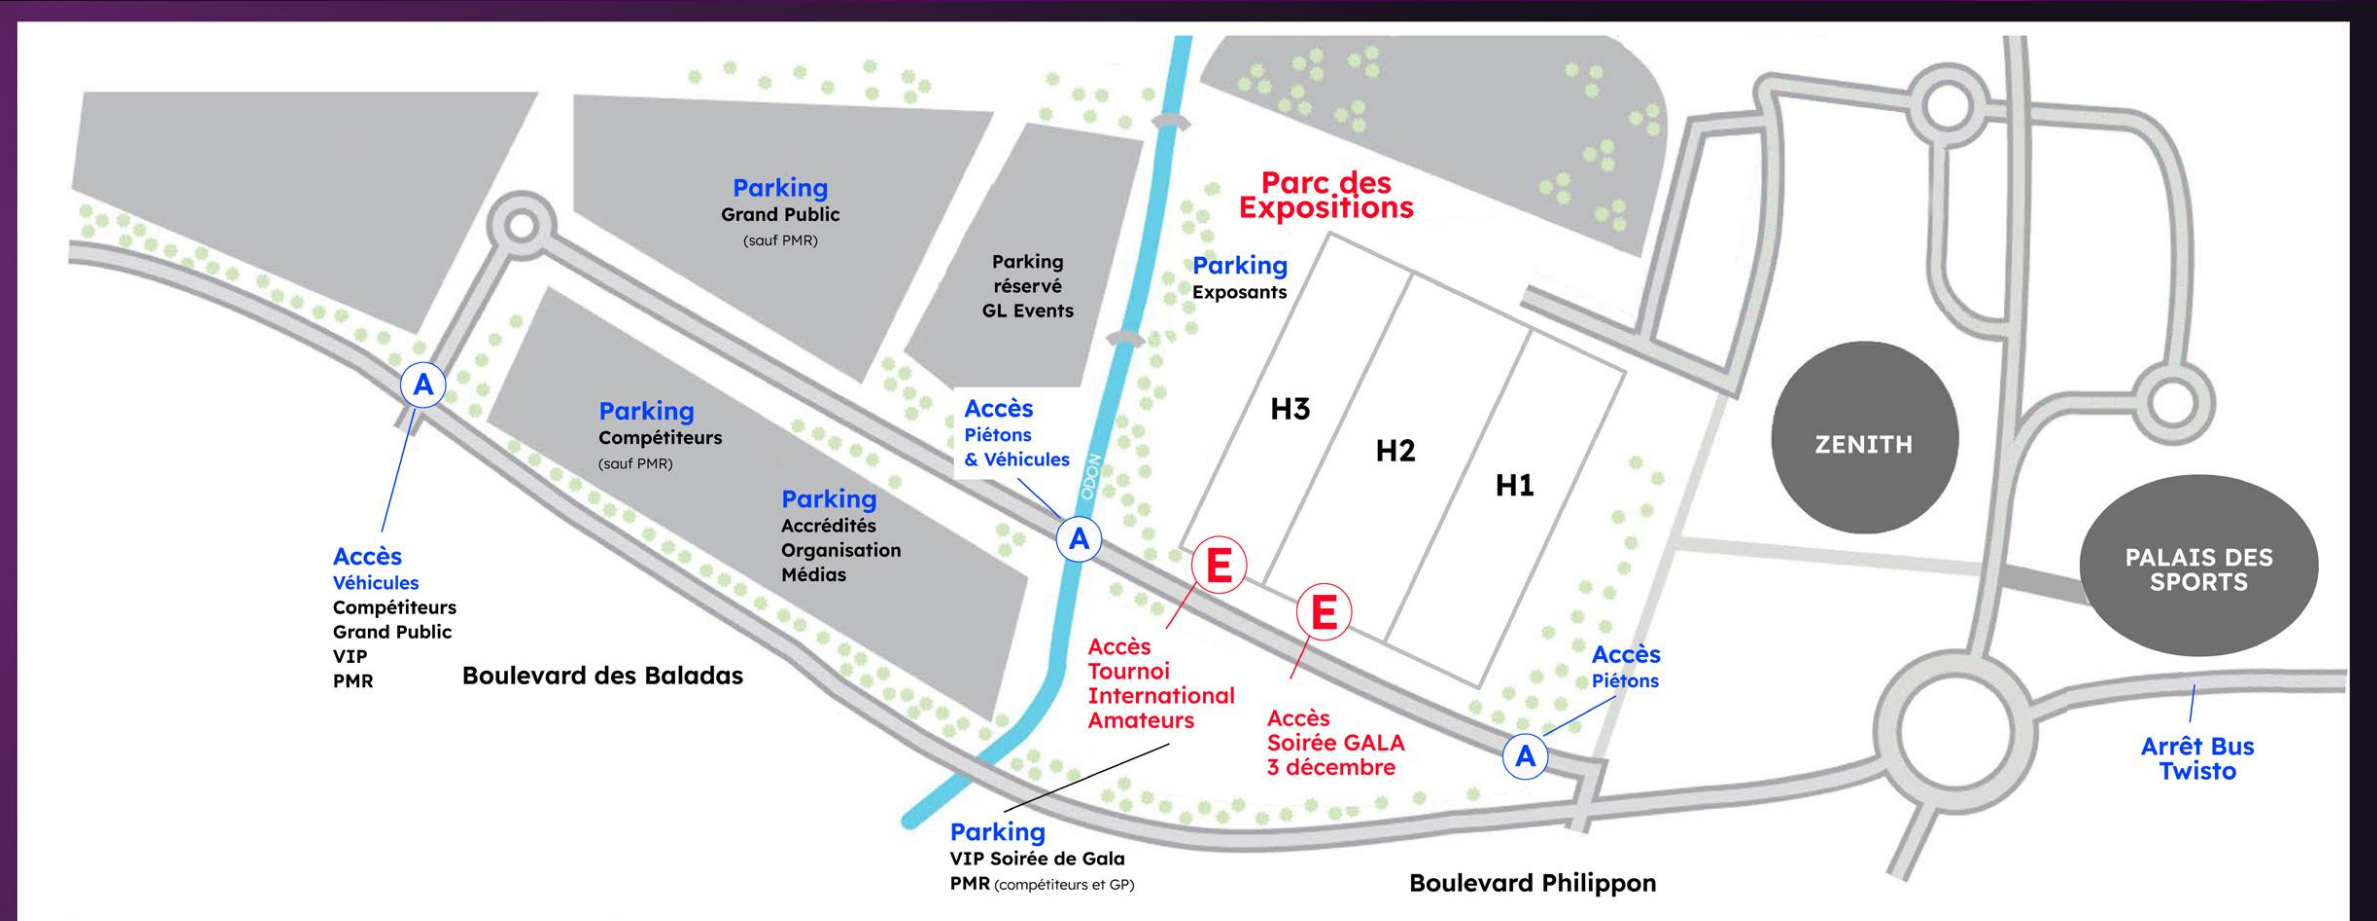 Parking
Grand Public
(sauf PMR)
Parking
réservé
GL Events
Parc des
Expositions
Parking
Exposants
H3
H2
H1
ZENITH
PALAIS DES
SPORTS
A
Parking
Compétiteurs
(sauf PMR)
Parking
Accrédités
Organisation
Médias
Accès
Piétons
& Véhicules
ODON
A
E
E
Accès
Véhicules
Compétiteurs
Grand Public
VIP
PMR
Boulevard des Baladas
Accès
Tournoi
International
Amateurs
Accès
Soirée GALA
3 décembre
Accès
Piétons
A
Arrêt Bus
Twisto
Parking
VIP Soirée de Gala
PMR (compétiteurs et GP)
Boulevard Philippon